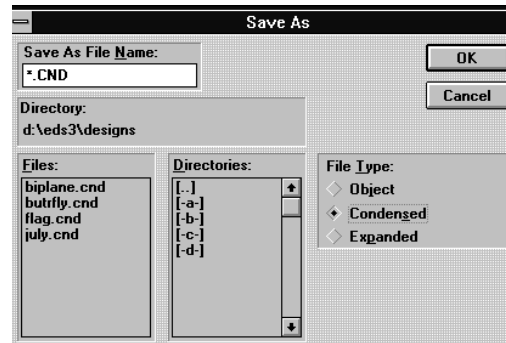 Save As
Save As File Name:
*.CND
OK
Cancel
Directory:
d:\eds3\designs
Files:
biplane.cnd
butrfly.cnd
flag.cnd
july.cnd
Directories:
[..]
[-a-]
[-b-]
[-c-]
[-d-]
File Type:
Object
Condensed
Expanded